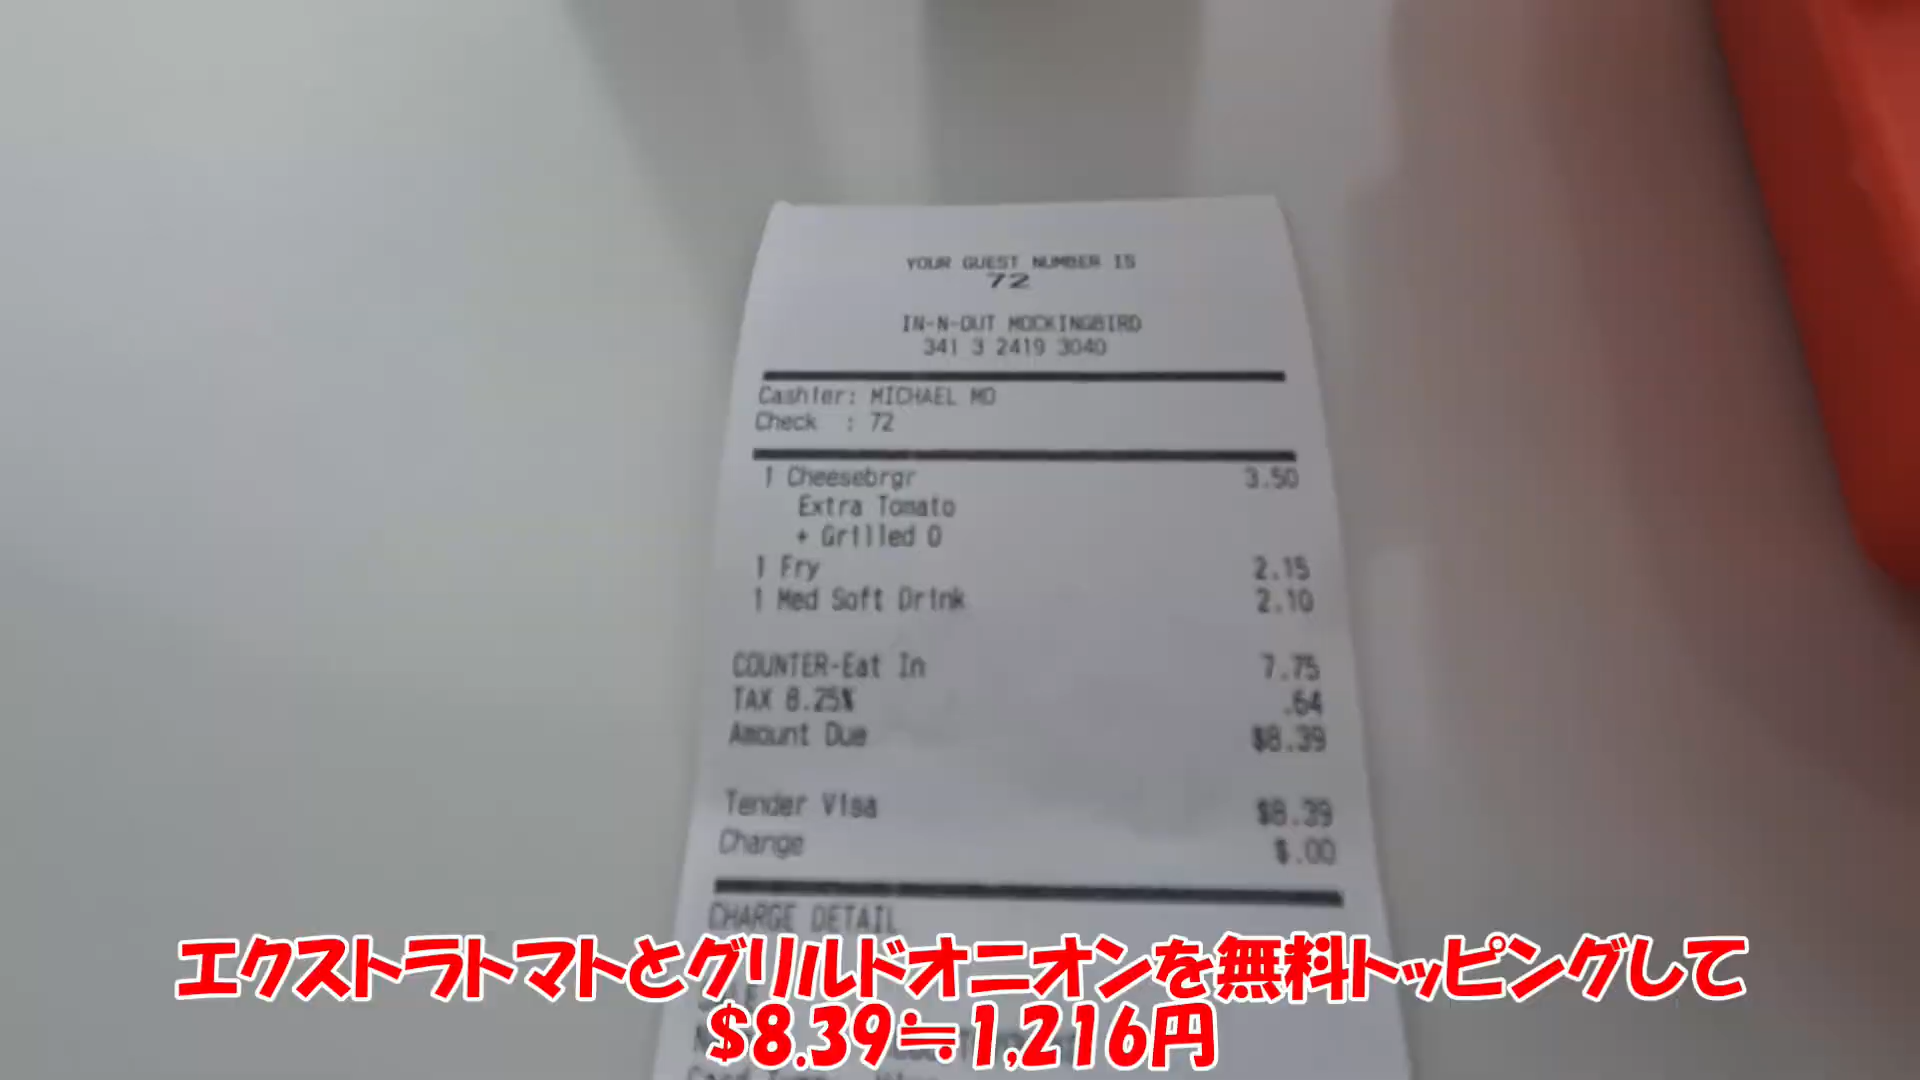 YOUR GUEST NUMBER IS
72
IN-N-OUT MOCKINGBIRD
341 3 2419 3040
Cashier: MICHAEL MO
Check : 72
1 Cheesebrgr 3.50
Extra Tomato
+ Grilled O
1 Fry 2.15
1 Med Soft Drink 2.10
COUNTER-Eat In 7.75
TAX 8.25% .64
Amount Due $8.39
Tender Visa $8.39
Change $.00
CHARGE DETAIL
エクストラトマトとグリルドオニオンを無料トッピングして
$8.39≒1,216円